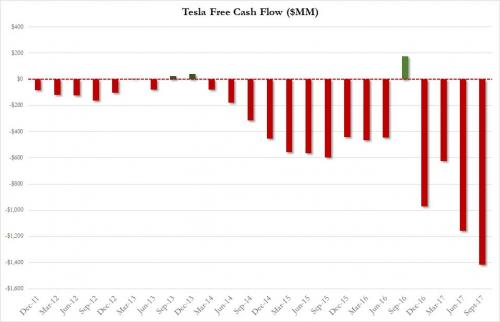 Tesla Free Cash Flow ($MM)
$400
$200
$0
-$200
-$400
-$600
-$800
-$1,000
-$1,200
-$1,400
-$1,600
Dec-11
Mar-12
Jun-12
Sep-12
Dec-12
Mar-13
Jun-13
Sep-13
Dec-13
Mar-14
Jun-14
Sep-14
Dec-14
Mar-15
Jun-15
Sep-15
Dec-15
Mar-16
Jun-16
Sep-16
Dec-16
Mar-17
Jun-17
Sept-17